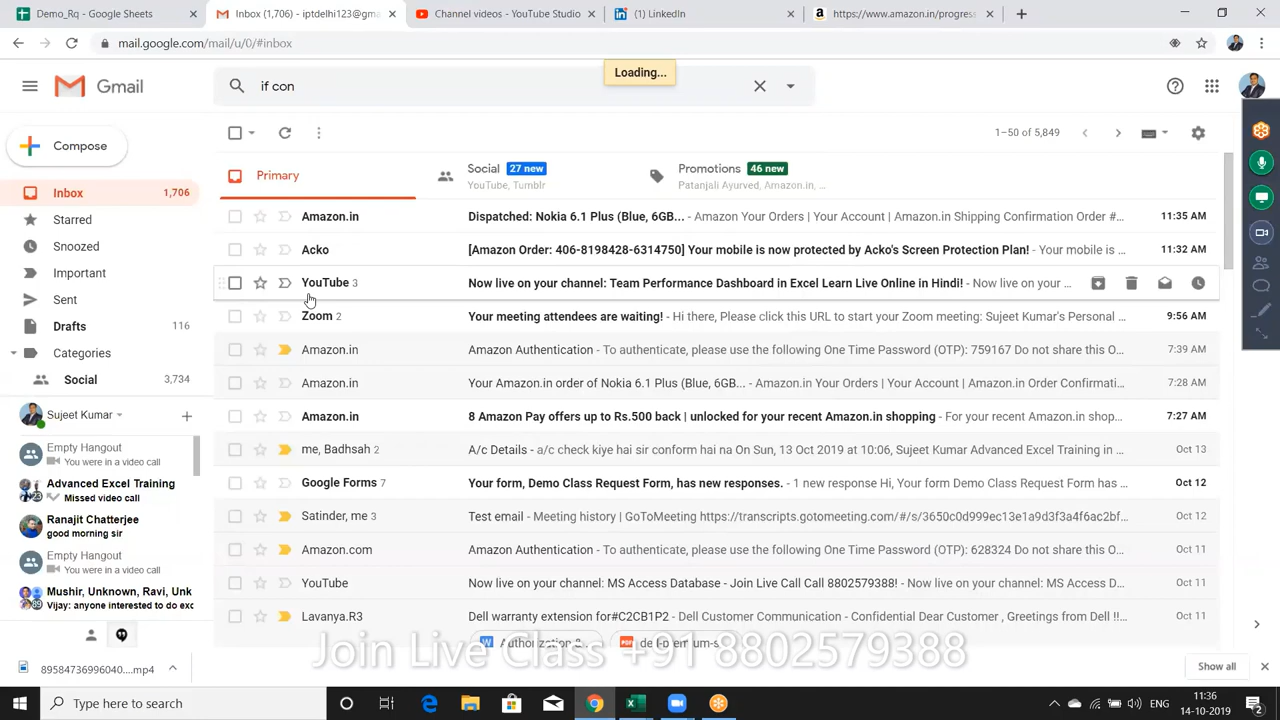 Demo_Rq - Google Sheets
Inbox (1,706) - iptdelhi123@gma
Channel videos - YouTube Studio
(1) LinkedIn
https://www.amazon.in/progress
mail.google.com/mail/u/0/#inbox
Loading...
Gmail
if con
Compose
1–50 of 5,849
Primary
Social 27 new
YouTube, Tumblr
Promotions 46 new
Patanjali Ayurved, Amazon.in, ...
Inbox 1,706
Starred
Snoozed
Important
Sent
Drafts 116
Categories
Social 3,734
Amazon.in Dispatched: Nokia 6.1 Plus (Blue, 6GB... - Amazon Your Orders | Your Account | Amazon.in Shipping Confirmation Order #... 11:35 AM
Acko [Amazon Order: 406-8198428-6314750] Your mobile is now protected by Acko's Screen Protection Plan! - Your mobile is ... 11:32 AM
YouTube 3 Now live on your channel: Team Performance Dashboard in Excel Learn Live Online in Hindi! - Now live on your ...
Zoom 2 Your meeting attendees are waiting! - Hi there, Please click this URL to start your Zoom meeting: Sujeet Kumar's Personal ... 9:56 AM
Amazon.in Amazon Authentication - To authenticate, please use the following One Time Password (OTP): 759167 Do not share this O... 7:39 AM
Amazon.in Your Amazon.in order of Nokia 6.1 Plus (Blue, 6GB... - Amazon.in Your Orders | Your Account | Amazon.in Order Confirmati... 7:28 AM
Amazon.in 8 Amazon Pay offers up to Rs.500 back | unlocked for your recent Amazon.in shopping - For your recent Amazon.in shop... 7:27 AM
me, Badhsah 2 A/c Details - a/c check kiye hai sir conform hai na On Sun, 13 Oct 2019 at 10:06, Sujeet Kumar Advanced Excel Training in ... Oct 13
Google Forms 7 Your form, Demo Class Request Form, has new responses. - 1 new response Hi, Your form Demo Class Request Form has ... Oct 12
Satinder, me 3 Test email - Meeting history | GoToMeeting https://transcripts.gotomeeting.com/#/s/3650c0d999ec13e1a9d3f3a4f6ac2bf... Oct 12
Amazon.com Amazon Authentication - To authenticate, please use the following One Time Password (OTP): 628324 Do not share this O... Oct 11
YouTube Now live on your channel: MS Access Database - Join Live Call Call 8802579388! - Now live on your channel: MS Access ... Oct 11
Lavanya.R3 Dell warranty extension for#C2CB1P2 - Dell Customer Communication - Confidential Dear Customer , Greetings from Dell !!... Oct 11
Sujeet Kumar
Empty Hangout
You were in a video call
Advanced Excel Training
Missed video call
Ranajit Chatterjee
good morning sir
Empty Hangout
You were in a video call
Mushir, Unknown, Ravi, Unk
Vijay: anyone interested to do exc
Join Live Class +91 8802579388
89584736996040....mp4
Show all
Type here to search
ENG
11:36
14-10-2019